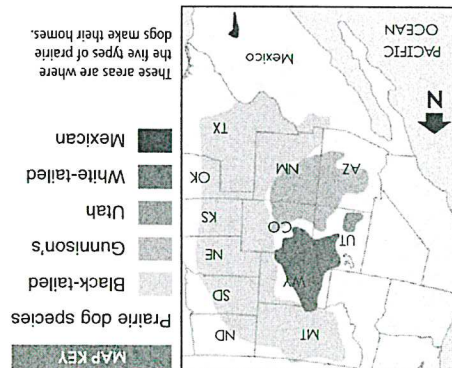 MAP KEY
Prairie dog species
Black-tailed
Gunnison's
Utah
White-tailed
Mexican
These areas are where
the five types of prairie
dogs make their homes.
MT
ND
SD
WY
NE
UT
CO
KS
AZ
NM
OK
TX
N
Mexico
PACIFIC
OCEAN